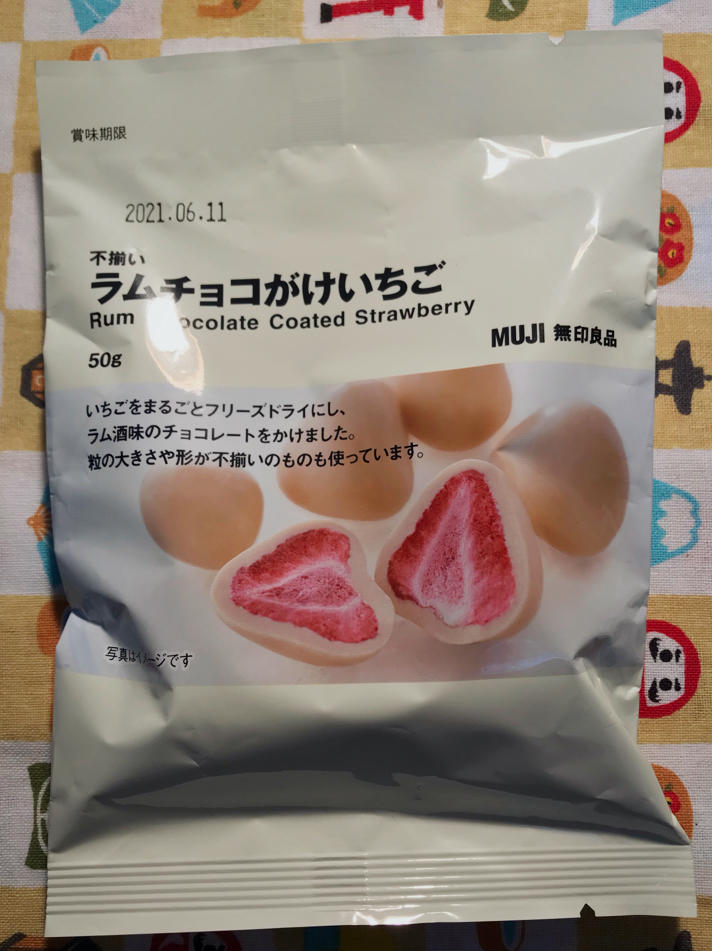 賞味期限
2021.06.11
不揃い
ラムチョコがけいちご
Rum Chocolate Coated Strawberry
MUJI 無印良品
50g
いちごをまるごとフリーズドライにし、
ラム酒味のチョコレートをかけました。
粒の大きさや形が不揃いのものも使っています。
写真はイメージです